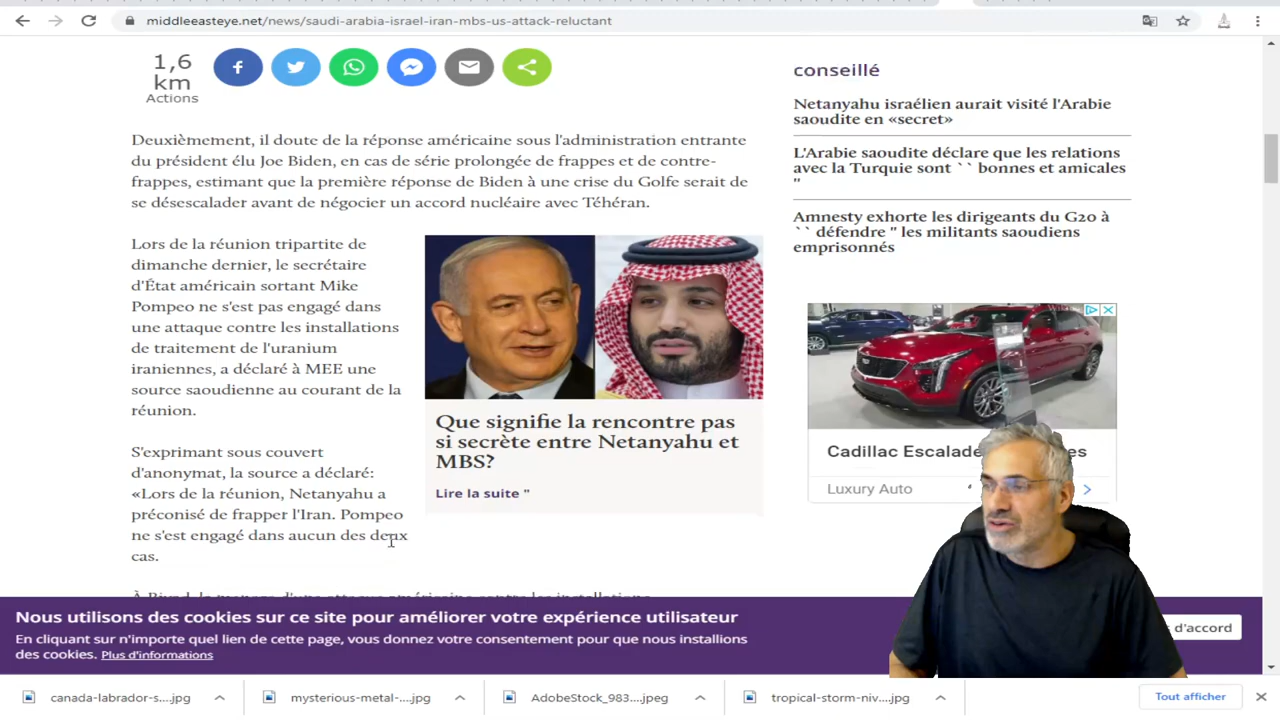 middleeasteye.net/news/saudi-arabia-israel-iran-mbs-us-attack-reluctant
1,6
km
Actions
Deuxièmement, il doute de la réponse américaine sous l'administration entrante
du président élu Joe Biden, en cas de série prolongée de frappes et de contre-
frappes, estimant que la première réponse de Biden à une crise du Golfe serait de
se désescalader avant de négocier un accord nucléaire avec Téhéran.
Lors de la réunion tripartite de
dimanche dernier, le secrétaire
d'État américain sortant Mike
Pompeo ne s'est pas engagé dans
une attaque contre les installations
de traitement de l'uranium
iraniennes, a déclaré à MEE une
source saoudienne au courant de la
réunion.
S'exprimant sous couvert
d'anonymat, la source a déclaré:
«Lors de la réunion, Netanyahu a
préconisé de frapper l'Iran. Pompeo
ne s'est engagé dans aucun des deux
cas.
À Riyad, la menace d'une attaque américaine contre les installations
Que signifie la rencontre pas
si secrète entre Netanyahu et
MBS?
Lire la suite "
conseillé
Netanyahu israélien aurait visité l'Arabie
saoudite en «secret»
L'Arabie saoudite déclare que les relations
avec la Turquie sont `` bonnes et amicales
"
Amnesty exhorte les dirigeants du G20 à
`` défendre " les militants saoudiens
emprisonnés
Cadillac Escalade
Luxury Auto
Nous utilisons des cookies sur ce site pour améliorer votre expérience utilisateur
En cliquant sur n'importe quel lien de cette page, vous donnez votre consentement pour que nous installions
des cookies. Plus d'informations
d'accord
canada-labrador-s....jpg
mysterious-metal-....jpg
AdobeStock_983....jpeg
tropical-storm-niv....jpg
Tout afficher